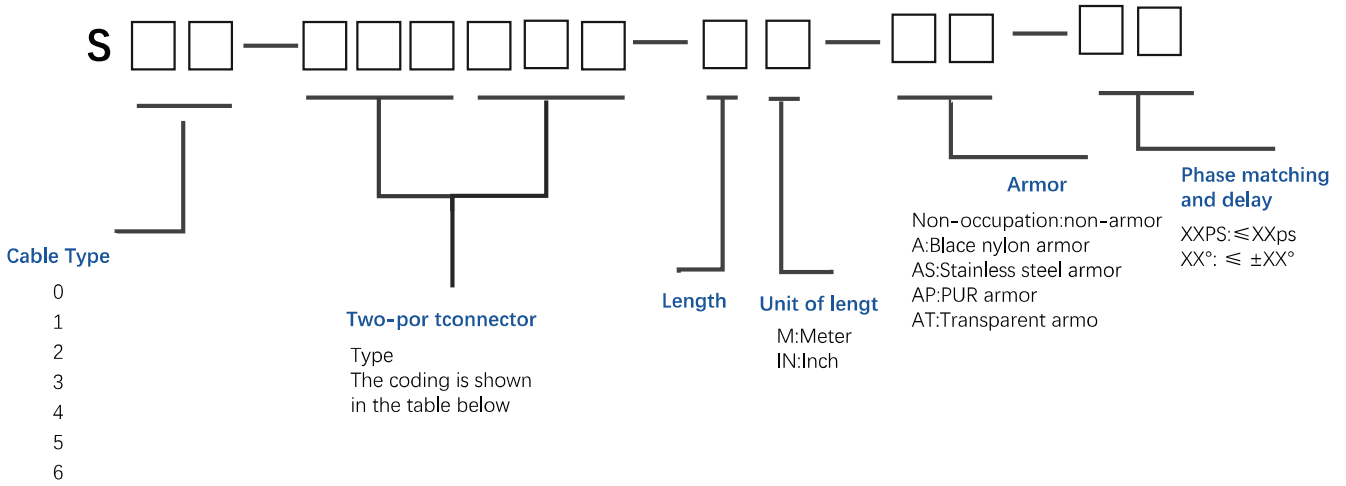 S
Cable Type
0
1
2
3
4
5
6
Two-por tconnector
Type
The coding is shown
in the table below
Length
Unit of lengt
M:Meter
IN:Inch
Armor
Non-occupation:non-armor
A:Blace nylon armor
AS:Stainless steel armor
AP:PUR armor
AT:Transparent armo
Phase matching
and delay
XXPS:≤XXps
XX°: ≤ ±XX°